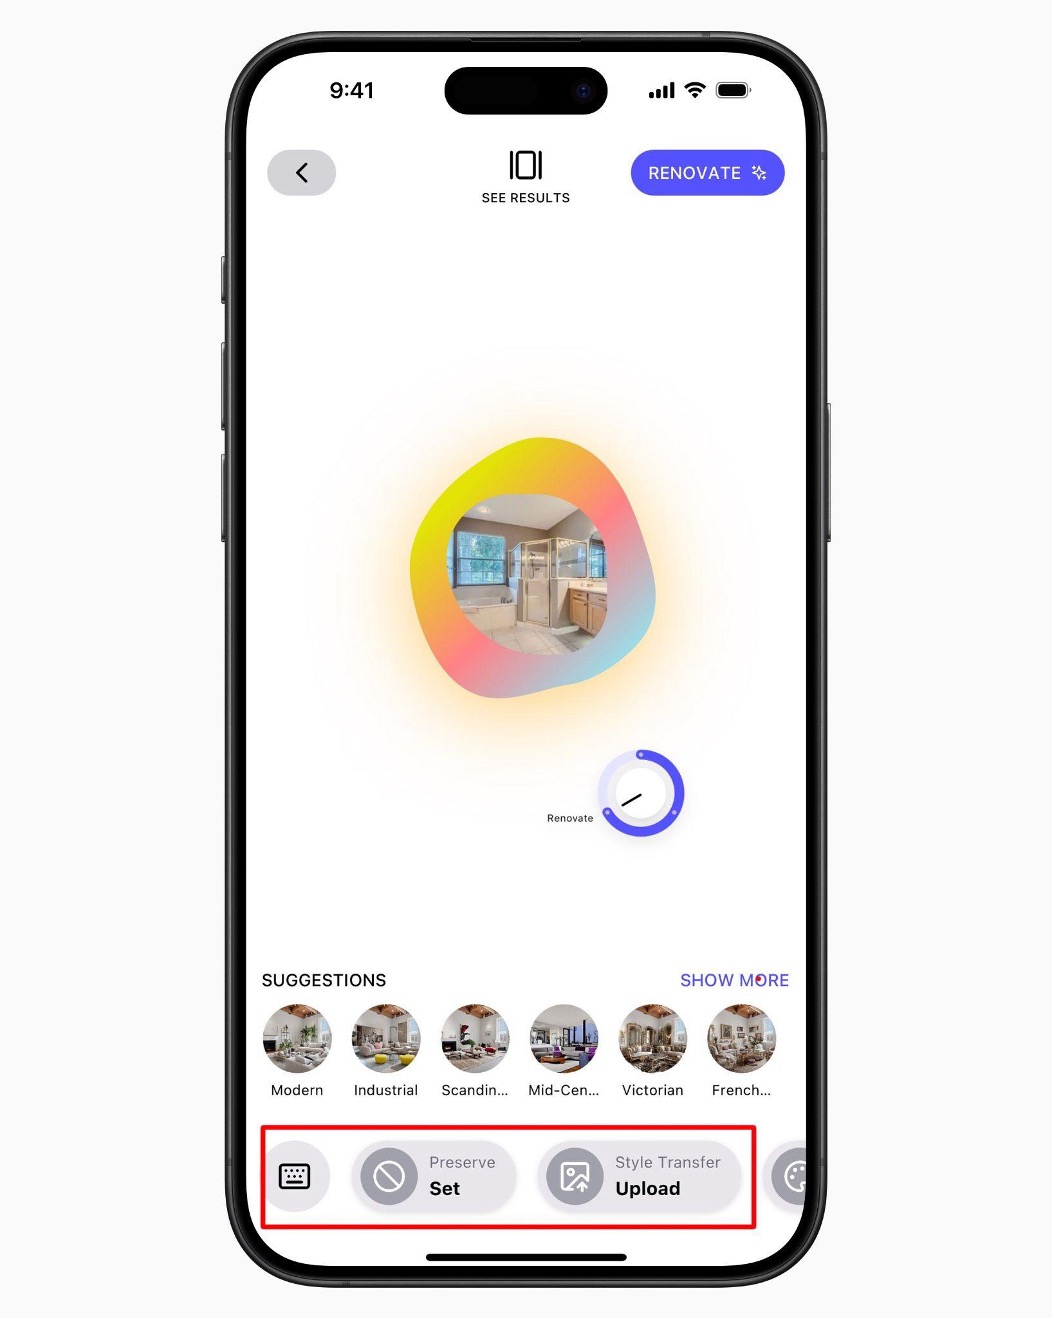 9:41
SEE RESULTS
RENOVATE
Renovate
SUGGESTIONS
SHOW MORE
Modern
Industrial
Scandin...
Mid-Cen...
Victorian
French...
Preserve
Set
Style Transfer
Upload